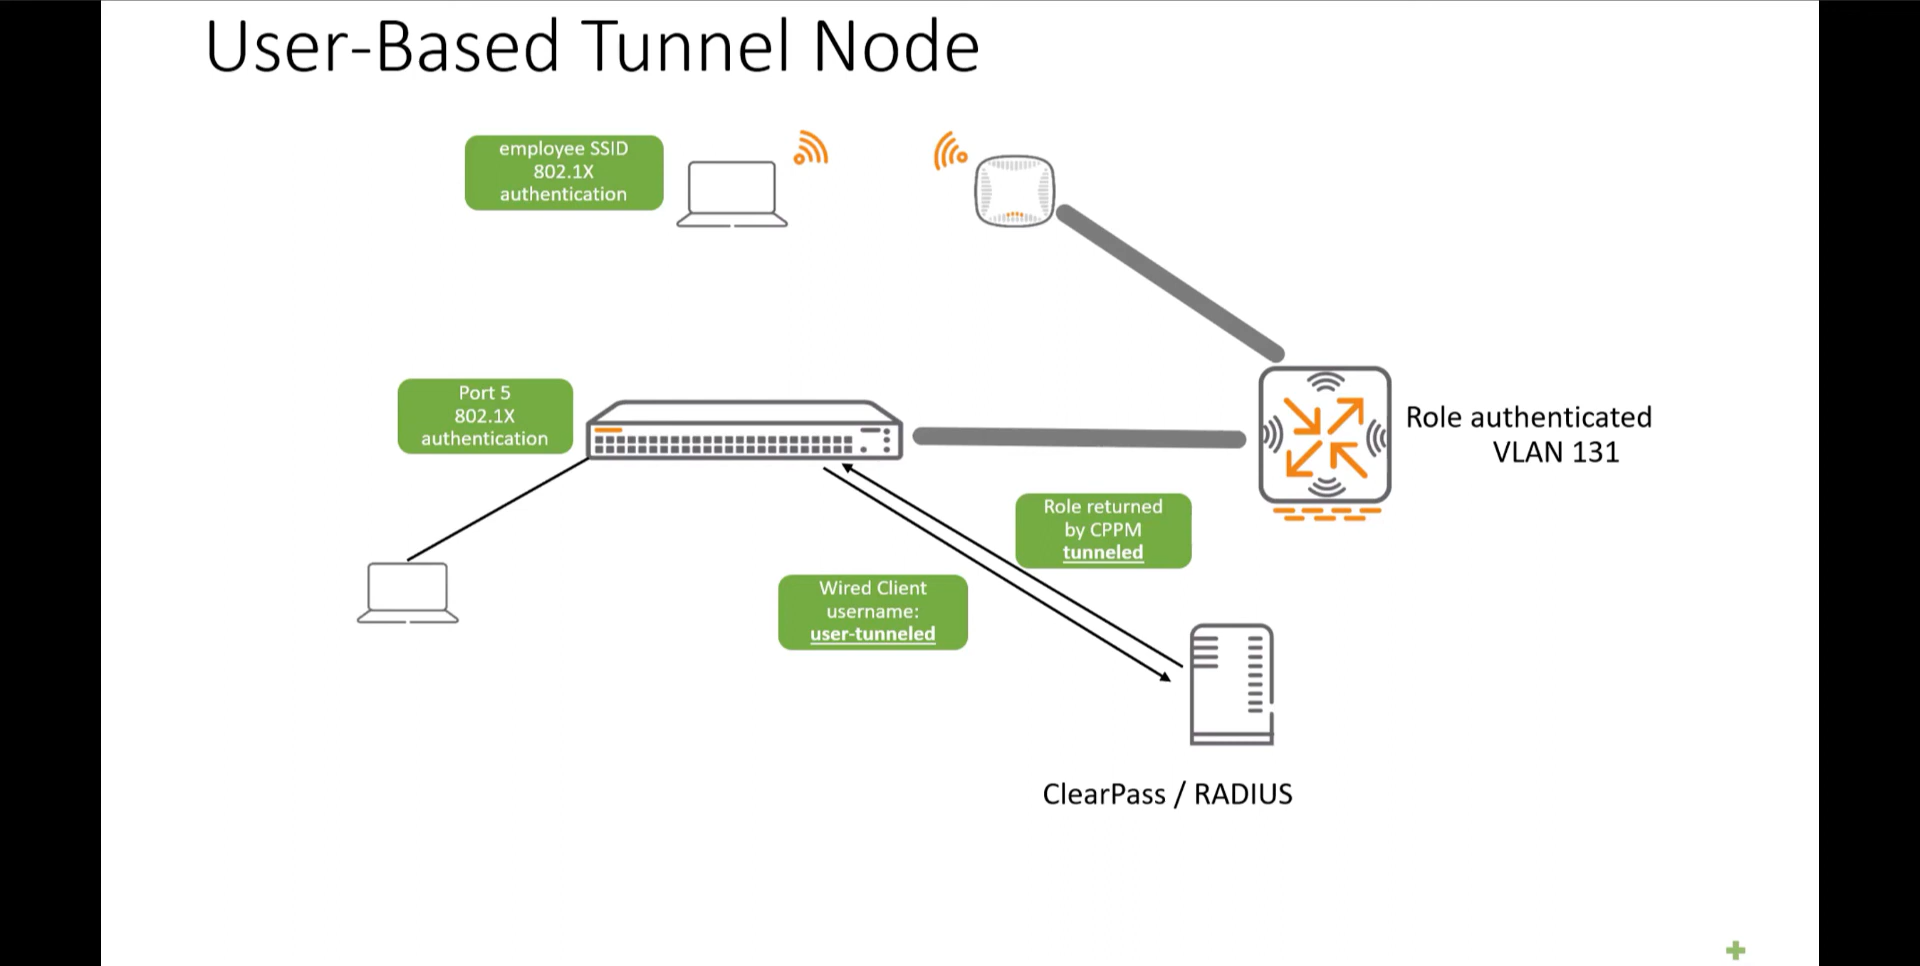 User-Based Tunnel Node
employee SSID
802.1X
authentication
Port 5
802.1X
authentication
Role authenticated
VLAN 131
Role returned
by CPPM
tunneled
Wired Client
username:
user-tunneled
ClearPass / RADIUS